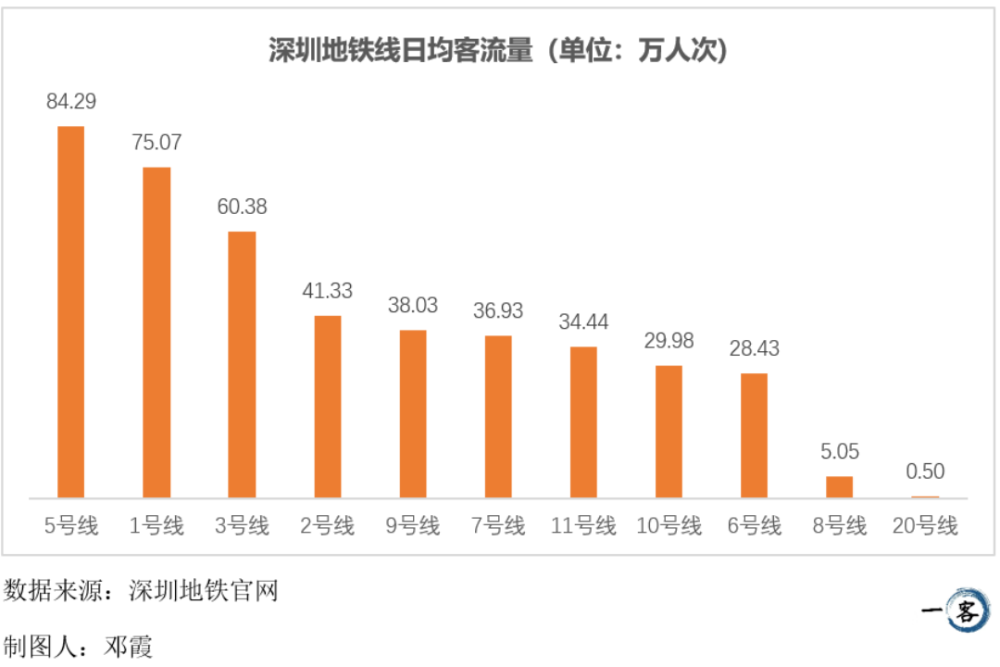 深圳地铁线日均客流量（单位：万人次）
84.29
75.07
60.38
41.33
38.03
36.93
34.44
29.98
28.43
5.05
0.50
5号线 1号线 3号线 2号线 9号线 7号线 11号线 10号线 6号线 8号线 20号线
数据来源：深圳地铁官网
一客
制图人：邓霞